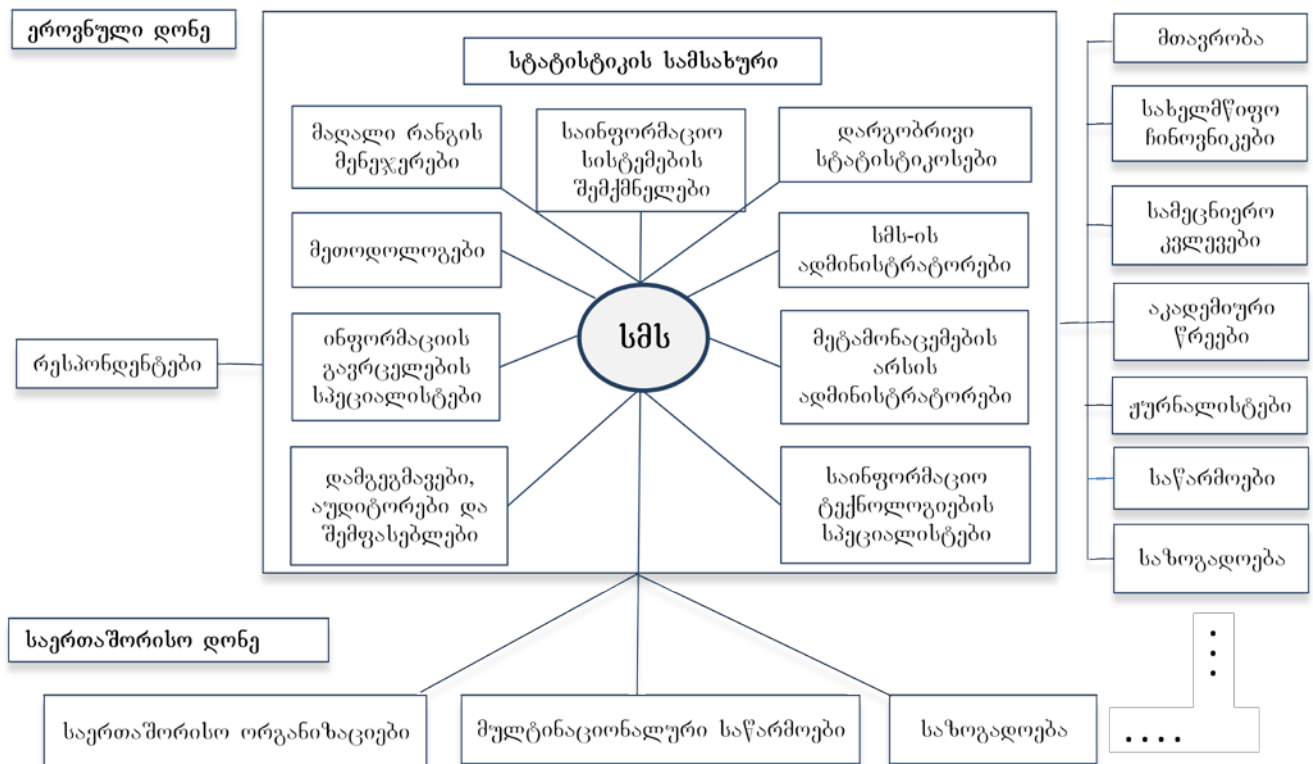 ეროვნული დონე
სტატისტიკის სამსახური
მაღალი რანგის
მენეჯერები
საინფორმაციო
სისტემების
შემქმნელები
დარგობრივი
სტატისტიკოსები
მეთოდოლოგები
სმს-ის
ადმინისტრატორები
სმს
ინფორმაციის
გავრცელების
სპეციალისტები
მეტამონაცემების
არსის
ადმინისტრატორები
დამგეგმავები,
აუდიტორები და
შემფასებლები
საინფორმაციო
ტექნოლოგიების
სპეციალისტები
რესპონდენტები
მთავრობა
სახელმწიფო
ჩინოვნიკები
სამეცნიერო
კვლევები
აკადემიური
წრეები
ჟურნალისტები
საწარმოები
საზოგადოება
საერთაშორისო დონე
საერთაშორისო ორგანიზაციები
მულტინაციონალური საწარმოები
საზოგადოება
....